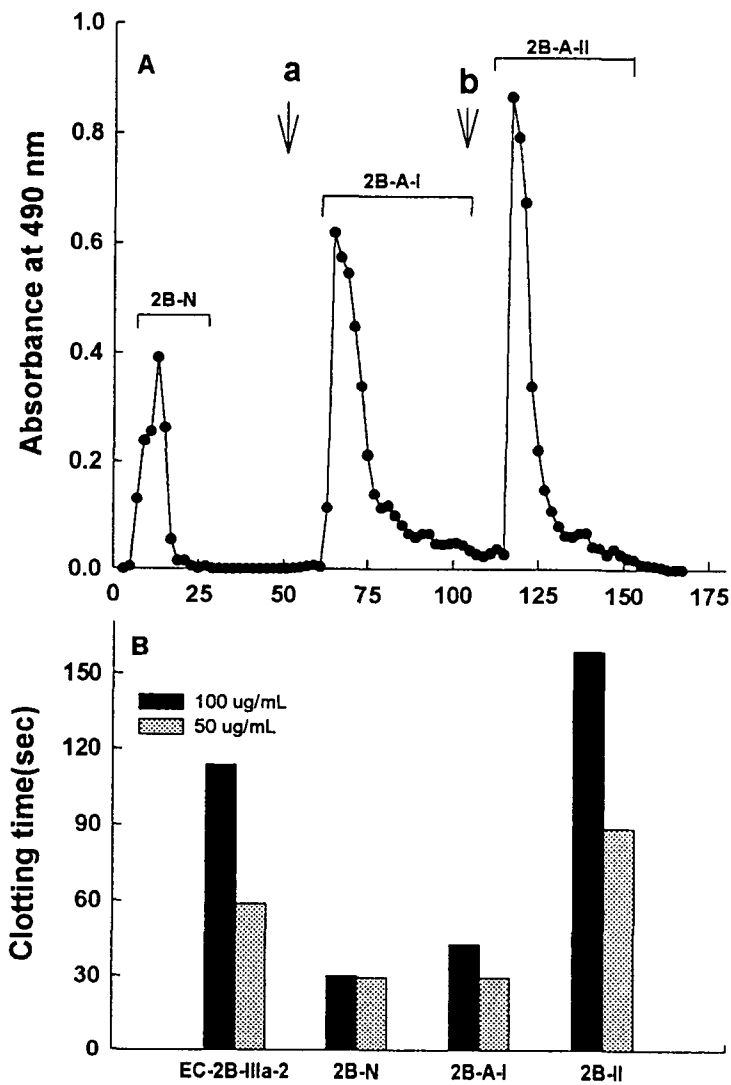 1.0
A
a
b
2B-A-II
0.8
2B-A-I
0.6
2B-N
0.4
0.2
0.0
Absorbance at 490 nm
0 25 50 75 100 125 150 175
B
150
100 ug/mL
50 ug/mL
120
90
60
30
0
Clotting time(sec)
EC-2B-IIIa-2 2B-N 2B-A-I 2B-II